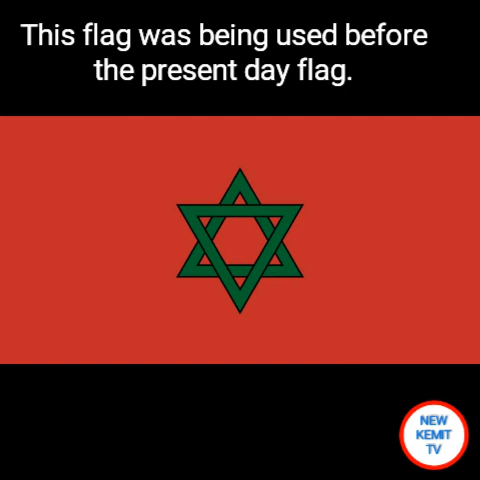 This flag was being used before
the present day flag.
NEW
KEMIT
TV